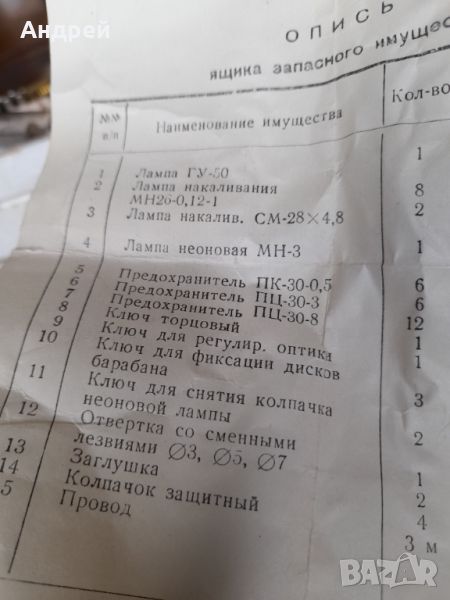 Андрей
ОПИСЬ
ящика запасного имущес
№№ п/п Наименование имущества Кол-во
1 Лампа ГУ-50 1
2 Лампа накаливания
МН26-0,12-1 8
3 Лампа накалив. СМ-28×4,8 2
4 Лампа неоновая МН-3 1
5 Предохранитель ПК-30-0,5 6
6 Предохранитель ПЦ-30-3 6
7 Предохранитель ПЦ-30-8 12
8 Ключ торцовый 1
9 Ключ для регулир. оптики 1
10 Ключ для фиксации дисков
барабана 3
11 Ключ для снятия колпачка
неоновой лампы 2
12 Отвертка со сменными
лезвиями ∅3, ∅5, ∅7 1
13 Заглушка 2
14 Колпачок защитный 4
5 Провод 3 м
BAZAR.bg